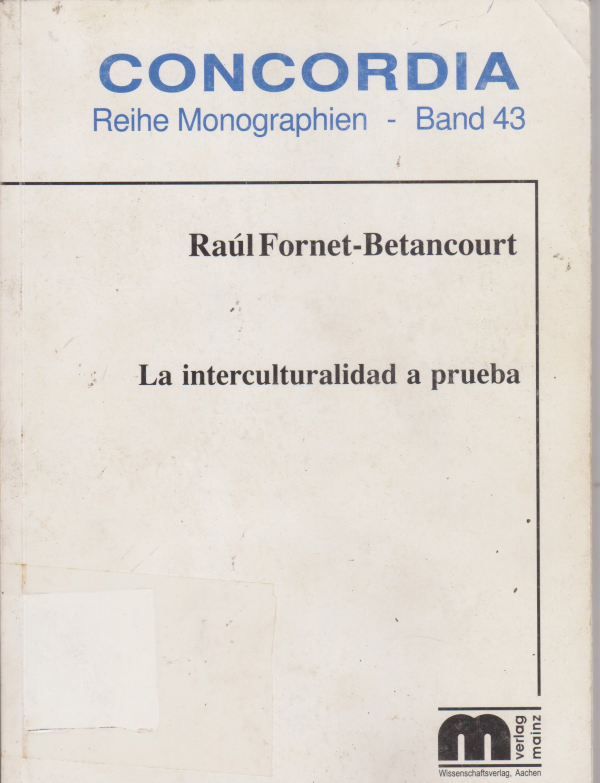 CONCORDIA
Reihe Monographien - Band 43
Raúl Fornet-Betancourt
La interculturalidad a prueba
m
verlag
mainz
Wissenschaftsverlag, Aachen